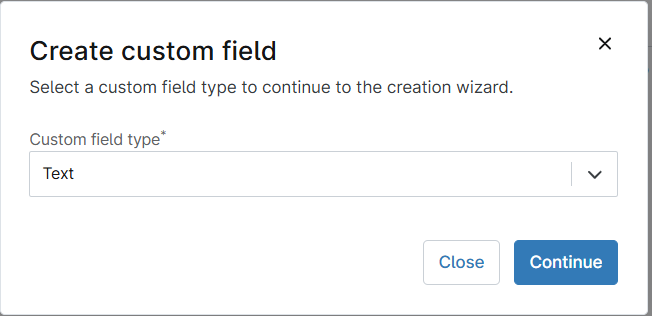 Create custom field
Select a custom field type to continue to the creation wizard.
Custom field type*
Text
Close
Continue